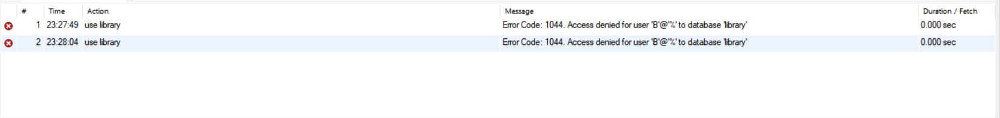 # Time Action Message Duration / Fetch
1 23:27:49 use library Error Code: 1044. Access denied for user 'B'@'%' to database 'library' 0.000 sec
2 23:28:04 use library Error Code: 1044. Access denied for user 'B'@'%' to database 'library' 0.000 sec